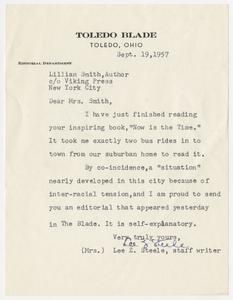 TOLEDO BLADE
TOLEDO, OHIO
EDITORIAL DEPARTMENT
Sept. 19,1957
Lillian Smith,Author
c/o Viking Press
New York City
Dear Mrs. Smith,
I have just finished reading
your inspiring book,"Now is the Time."
It took me exactly two bus rides in to
town from our suburban home to read it.
By co-incidence,a "situation"
nearly developed in this city because of
inter-racial tension,and I am proud to send
you an editorial that appeared yesterday
in The Blade. It is self-explanatory.
Very truly yours,
Lee Z Steele
(Mrs.) Lee Z. Steele, staff writer